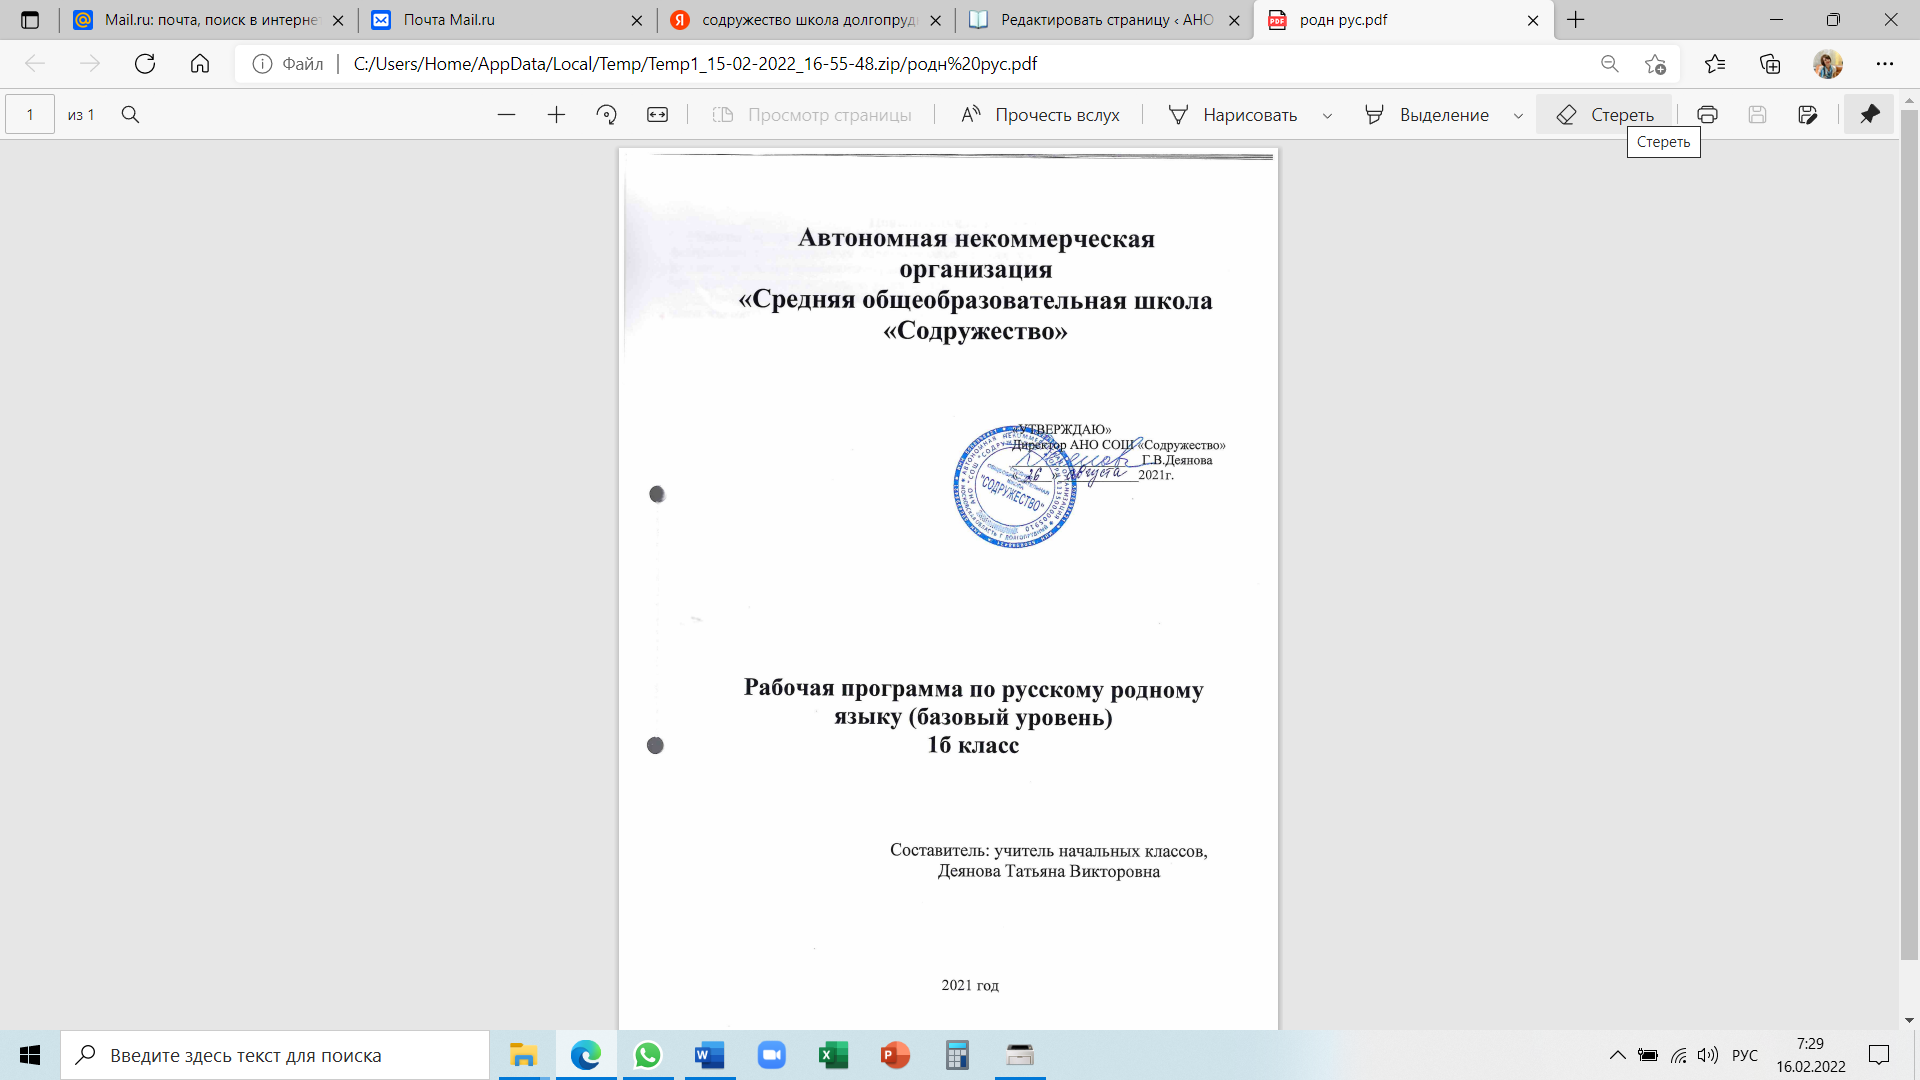 Mail.ru: почта, поиск в интерне
Почта Mail.ru
содружество школа долгопруд
Редактировать страницу ‹ АНО
родн рус.pdf
Файл
C:/Users/Home/AppData/Local/Temp/Temp1_15-02-2022_16-55-48.zip/родн%20рус.pdf
1
из 1
Просмотр страницы
Прочесть вслух
Нарисовать
Выделение
Стереть
Стереть
Автономная некоммерческая
организация
«Средняя общеобразовательная школа
«Содружество»
«УТВЕРЖДАЮ»
Директор АНО СОШ «Содружество»
Г.В.Деянова
« 26 » августа 2021г.
"СОДРУЖЕСТВО"
Рабочая программа по русскому родному
языку (базовый уровень)
1б класс
Составитель: учитель начальных классов,
Деянова Татьяна Викторовна
2021 год
Введите здесь текст для поиска
РУС
7:29
16.02.2022